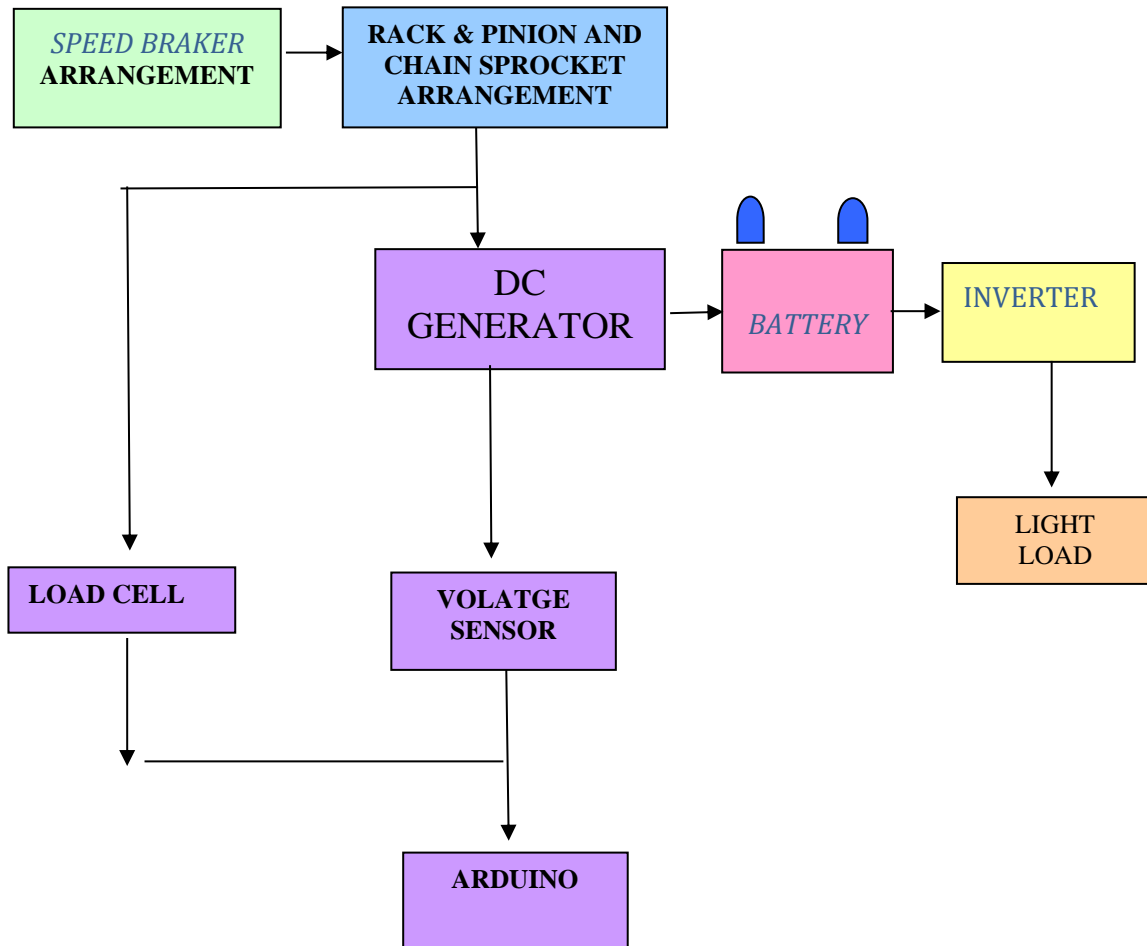 SPEED BRAKER
ARRANGEMENT
RACK & PINION AND
CHAIN SPROCKET
ARRANGEMENT
DC
GENERATOR
BATTERY
INVERTER
LIGHT
LOAD
LOAD CELL
VOLATGE
SENSOR
ARDUINO